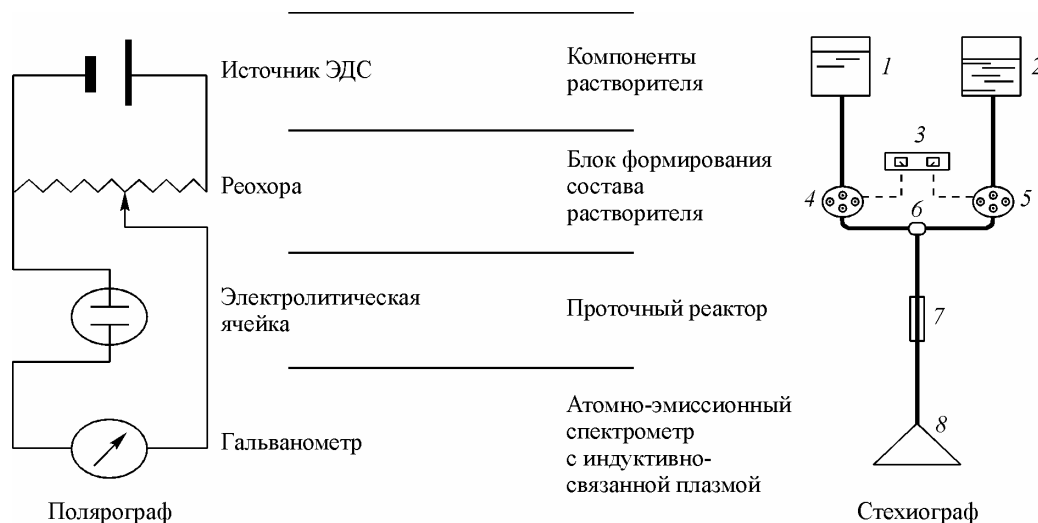 Источник ЭДС
Компоненты
растворителя
1
2
3
Реохора
Блок формирования
состава
растворителя
4
5
6
Электролитическая
ячейка
Проточный реактор
7
Гальванометр
Атомно-эмиссионный
спектрометр
с индуктивно-
связанной плазмой
8
Полярограф
Стехиограф